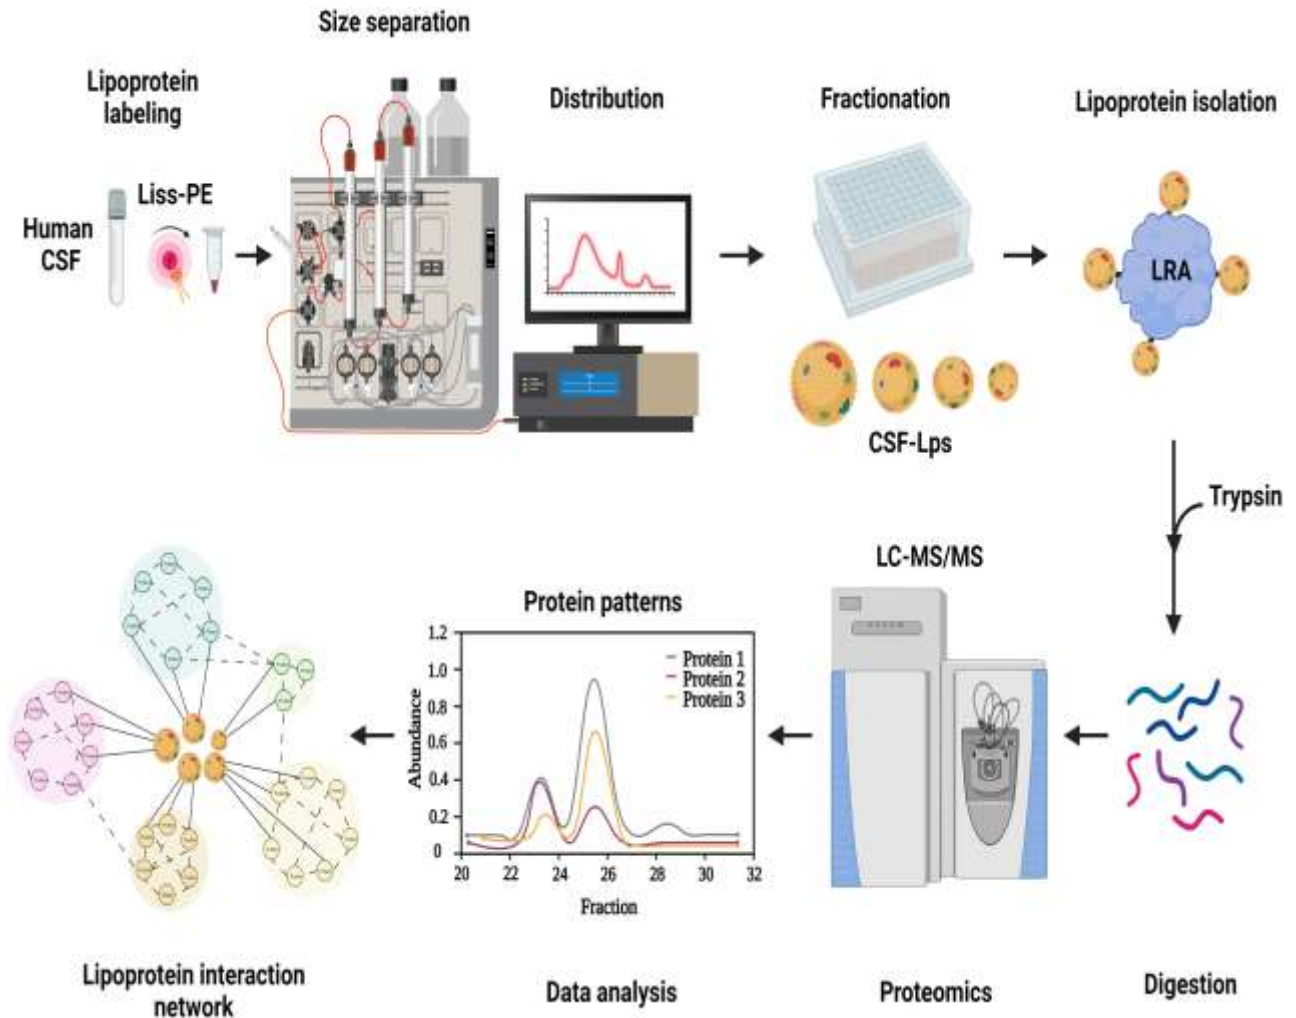 Size separation
Lipoprotein
labeling
Distribution
Fractionation
Lipoprotein isolation
Liss-PE
Human
CSF
LRA
CSF-Lps
Trypsin
LC-MS/MS
Protein patterns
1.2
1.0
0.8
0.6
0.4
0.2
0
Abundance
Protein 1
Protein 2
Protein 3
20 22 24 26 28 30 32
Fraction
Lipoprotein interaction
network
Data analysis
Proteomics
Digestion